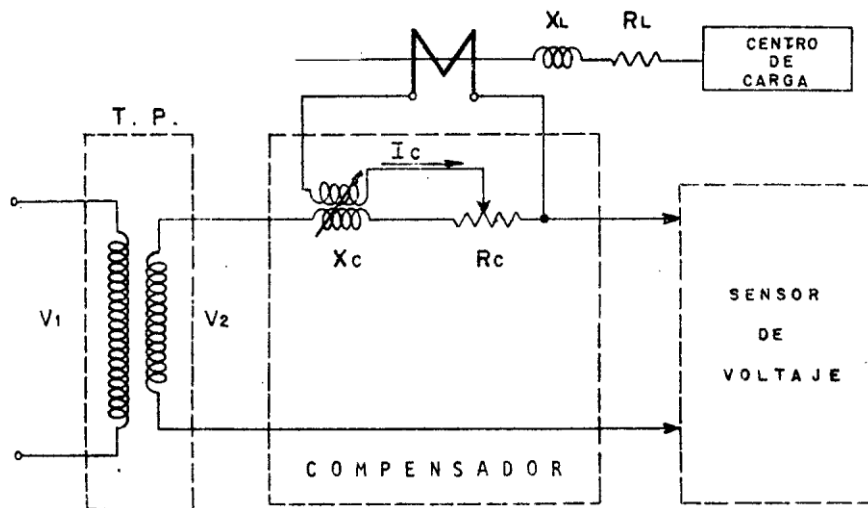 XL
RL
CENTRO
DE
CARGA
T. P.
Ic
V1
V2
Xc
Rc
SENSOR
DE
VOLTAJE
COMPENSADOR